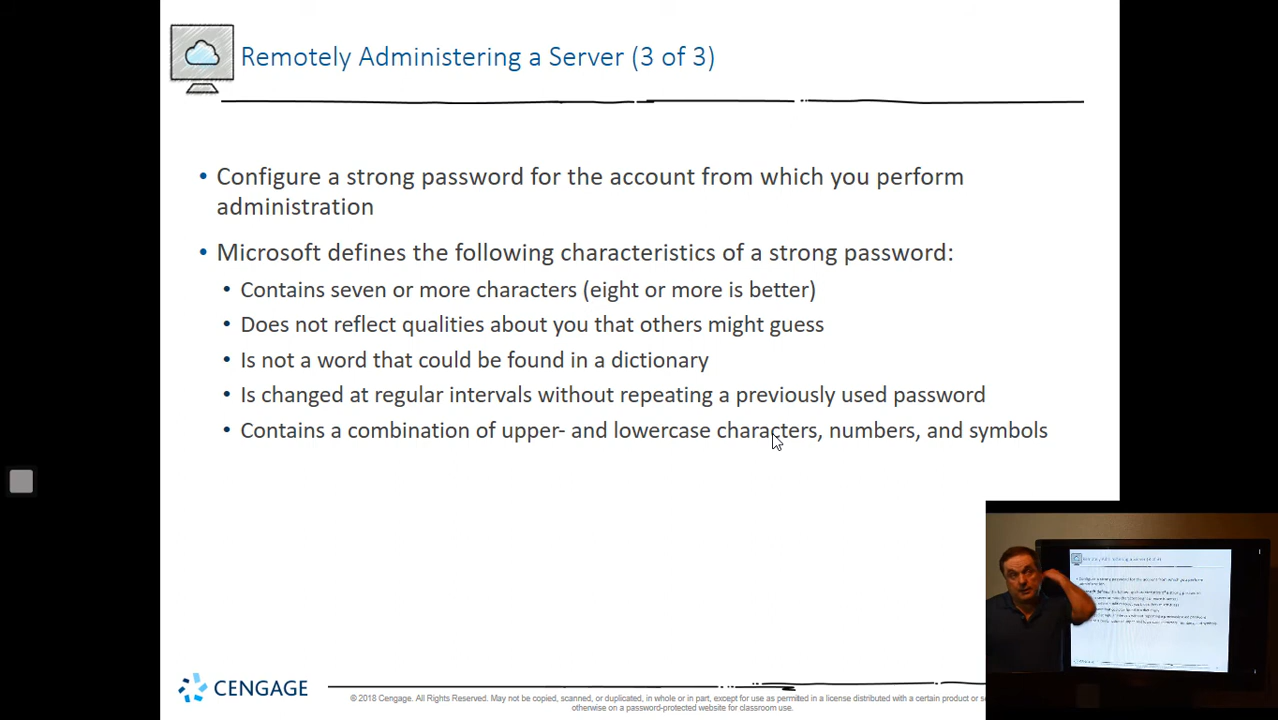 Remotely Administering a Server (3 of 3)
• Configure a strong password for the account from which you perform
administration
• Microsoft defines the following characteristics of a strong password:
• Contains seven or more characters (eight or more is better)
• Does not reflect qualities about you that others might guess
• Is not a word that could be found in a dictionary
• Is changed at regular intervals without repeating a previously used password
• Contains a combination of upper- and lowercase characters, numbers, and symbols
CENGAGE
© 2018 Cengage. All Rights Reserved. May not be copied, scanned, or duplicated, in whole or in part, except for use as permitted in a license distributed with a certain product or
otherwise on a password-protected website for classroom use.